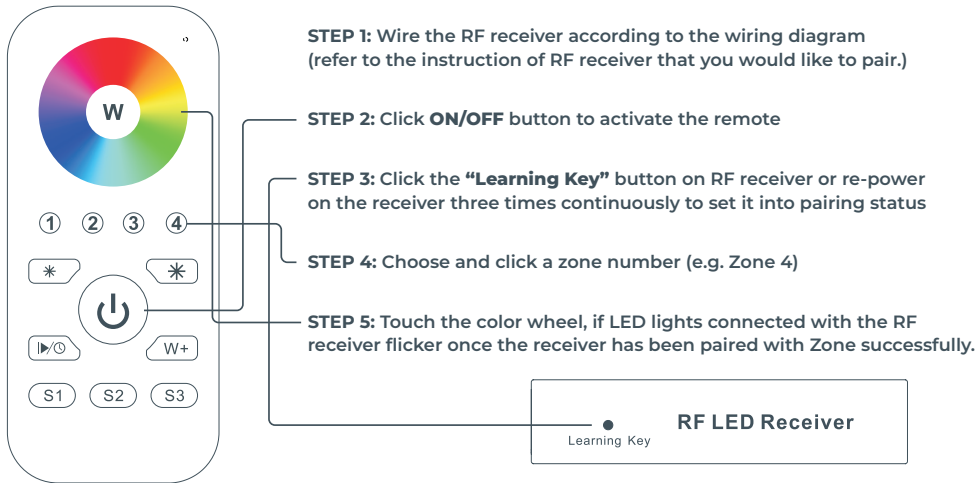 STEP 1: Wire the RF receiver according to the wiring diagram
(refer to the instruction of RF receiver that you would like to pair.)
STEP 2: Click ON/OFF button to activate the remote
STEP 3: Click the “Learning Key” button on RF receiver or re-power
on the receiver three times continuously to set it into pairing status
STEP 4: Choose and click a zone number (e.g. Zone 4)
STEP 5: Touch the color wheel, if LED lights connected with the RF
receiver flicker once the receiver has been paired with Zone successfully.
W
1 2 3 4
W+
S1 S2 S3
RF LED Receiver
Learning Key